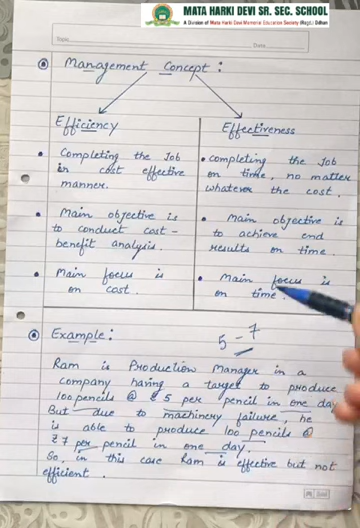 MATA HARKI DEVI SR. SEC. SCHOOL
A Division of Mata Harki Devi Memorial Education Society (Regd.) Odhan
Topic
Date
Management Concept :
Efficiency
Completing the Job
in cost effective
manner.
Main objective is
to conduct cost-
benefit analysis.
Main focus is
on cost.
Effectiveness
completing the Job
on time, no matter
whatever the cost.
Main objective is
to achieve end
results on time.
Main focus is
on time.
Example :
5 - 7
Ram is Production Manager in a
company having a target to produce
100 pencils @ ₹ 5 per pencil in one day
But due to machinery failure, he
is able to produce 100 pencils @
₹ 7 per pencil in one day.
So, in this case Ram is effective but not
efficient.